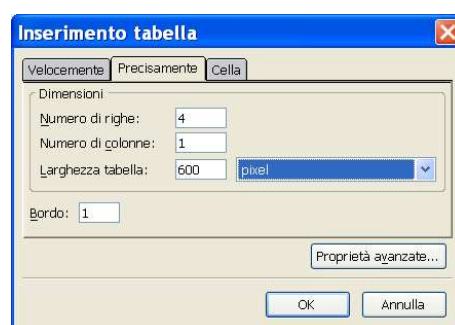 Inserimento tabella
Velocemente Precisamente Cella
Dimensioni
Numero di righe: 4
Numero di colonne: 1
Larghezza tabella: 600 pixel
Bordo: 1
Proprietà avanzate...
OK Annulla